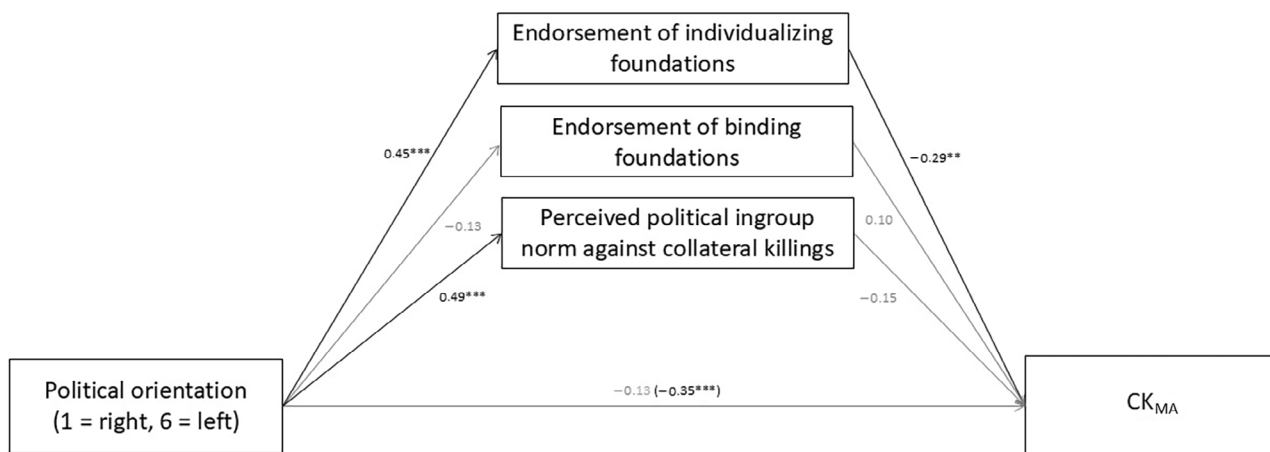 Endorsement of individualizing
foundations
Endorsement of binding
foundations
0.45***
−0.29**
Perceived political ingroup
norm against collateral killings
−0.13
0.10
0.49***
−0.15
Political orientation
(1 = right, 6 = left)
−0.13 (−0.35***)
CKMA